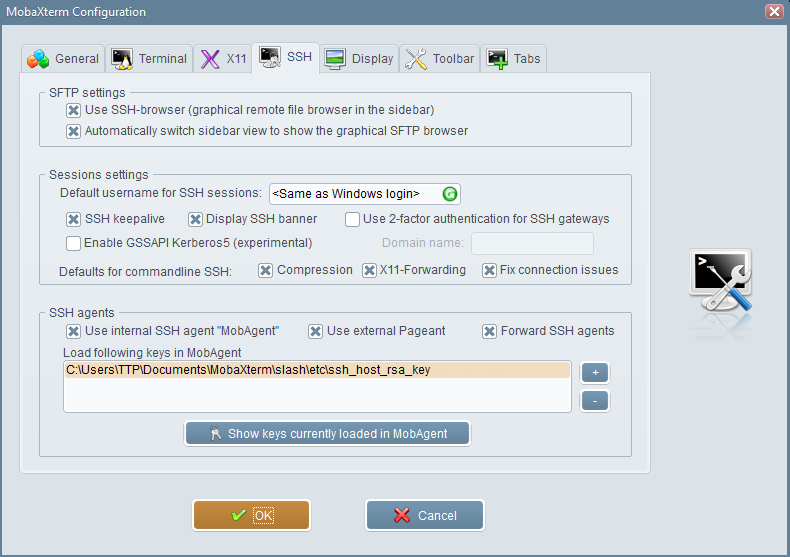 MobaXterm Configuration
General Terminal X11 SSH Display Toolbar Tabs
SFTP settings
Use SSH-browser (graphical remote file browser in the sidebar)
Automatically switch sidebar view to show the graphical SFTP browser
Sessions settings
Default username for SSH sessions: <Same as Windows login>
SSH keepalive Display SSH banner Use 2-factor authentication for SSH gateways
Enable GSSAPI Kerberos5 (experimental) Domain name:
Defaults for commandline SSH: Compression X11-Forwarding Fix connection issues
SSH agents
Use internal SSH agent "MobAgent" Use external Pageant Forward SSH agents
Load following keys in MobAgent
C:\Users\TTP\Documents\MobaXterm\slash\etc\ssh_host_rsa_key
+
-
Show keys currently loaded in MobAgent
OK Cancel